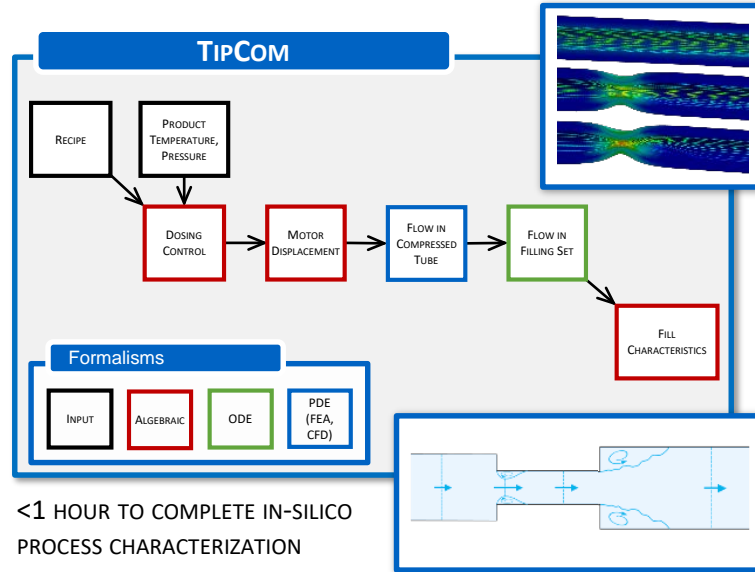 TIPCOM
RECIPE
PRODUCT
TEMPERATURE,
PRESSURE
DOSING
CONTROL
MOTOR
DISPLACEMENT
FLOW IN
COMPRESSED
TUBE
FLOW IN
FILLING SET
FILL
CHARACTERISTICS
Formalisms
INPUT
ALGEBRAIC
ODE
PDE
(FEA,
CFD)
<1 HOUR TO COMPLETE IN-SILICO
PROCESS CHARACTERIZATION